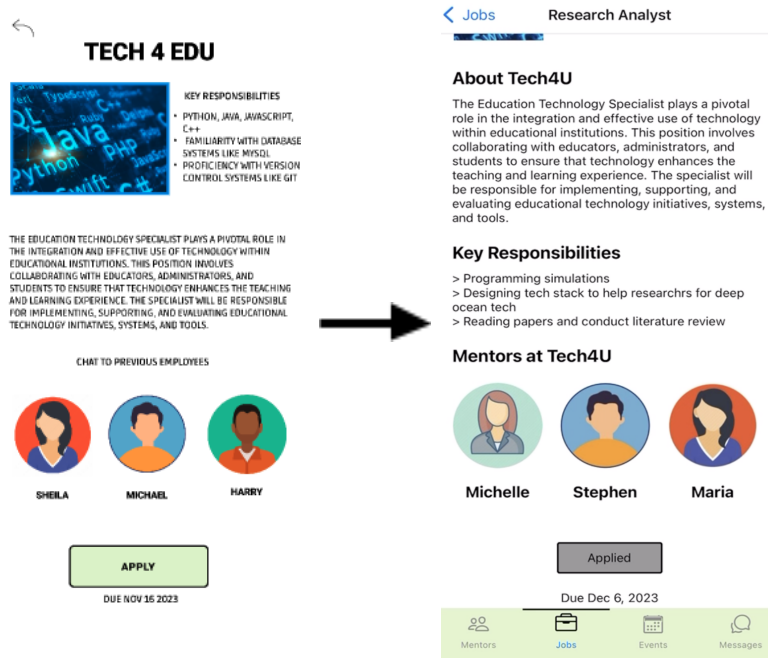 TECH 4 EDU
TypeScript
C++
Ruby
QL
Java
PHP
Python
Swift
C#
KEY RESPONSIBILITIES
• PYTHON, JAVA, JAVASCRIPT,
C++
• FAMILIARITY WITH DATABASE
SYSTEMS LIKE MYSQL
• PROFICIENCY WITH VERSION
CONTROL SYSTEMS LIKE GIT
THE EDUCATION TECHNOLOGY SPECIALIST PLAYS A PIVOTAL ROLE IN
THE INTEGRATION AND EFFECTIVE USE OF TECHNOLOGY WITHIN
EDUCATIONAL INSTITUTIONS. THIS POSITION INVOLVES
COLLABORATING WITH EDUCATORS, ADMINISTRATORS, AND
STUDENTS TO ENSURE THAT TECHNOLOGY ENHANCES THE TEACHING
AND LEARNING EXPERIENCE. THE SPECIALIST WILL BE RESPONSIBLE
FOR IMPLEMENTING, SUPPORTING, AND EVALUATING EDUCATIONAL
TECHNOLOGY INITIATIVES, SYSTEMS, AND TOOLS.
CHAT TO PREVIOUS EMPLOYEES
SHEILA MICHAEL HARRY
APPLY
DUE NOV 16 2023
Jobs Research Analyst
About Tech4U
The Education Technology Specialist plays a pivotal
role in the integration and effective use of technology
within educational institutions. This position involves
collaborating with educators, administrators, and
students to ensure that technology enhances the
teaching and learning experience. The specialist will
be responsible for implementing, supporting, and
evaluating educational technology initiatives, systems,
and tools.
Key Responsibilities
> Programming simulations
> Designing tech stack to help researchrs for deep
ocean tech
> Reading papers and conduct literature review
Mentors at Tech4U
Michelle Stephen Maria
Applied
Due Dec 6, 2023
Mentors Jobs Events Messages